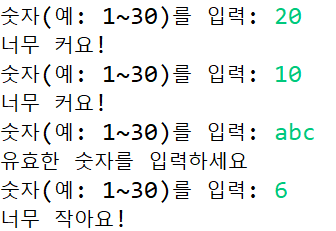 숫자(예: 1~30)를 입력: 20
너무 커요!
숫자(예: 1~30)를 입력: 10
너무 커요!
숫자(예: 1~30)를 입력: abc
유효한 숫자를 입력하세요
숫자(예: 1~30)를 입력: 6
너무 작아요!